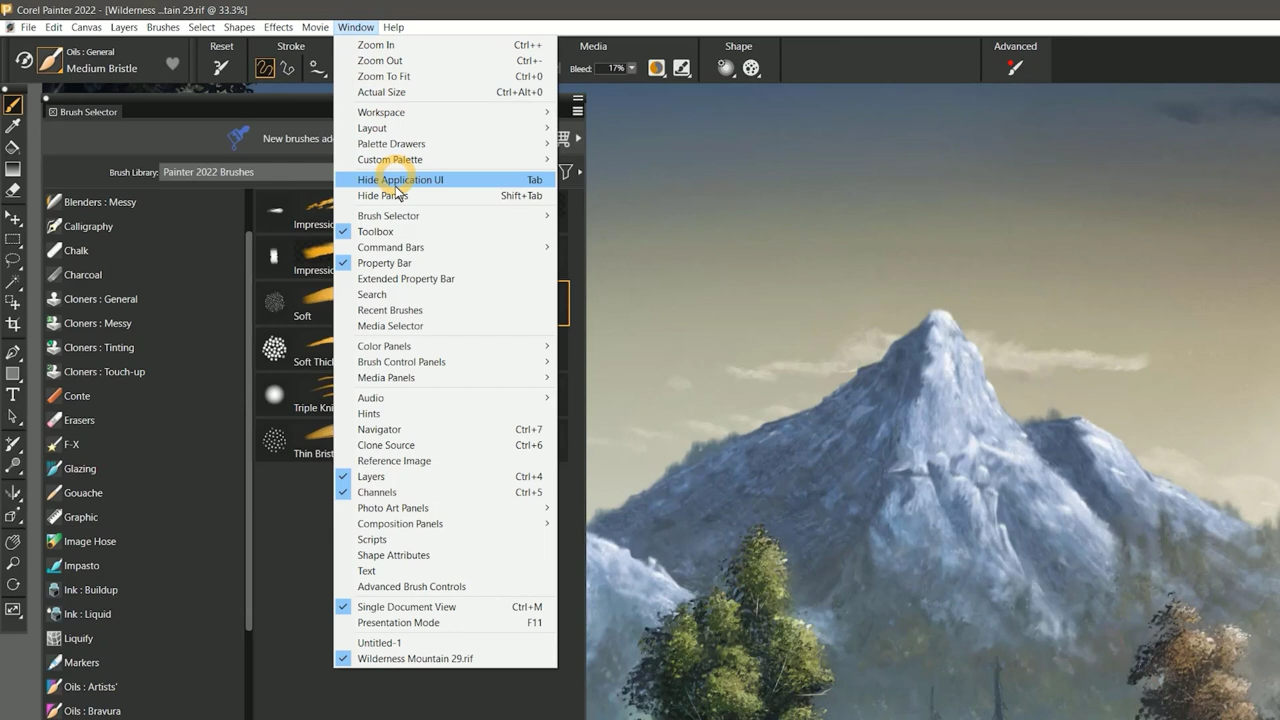 Corel Painter 2022 - [Wilderness ...tain 29.rif @ 33.3%]
File Edit Canvas Layers Brushes Select Shapes Effects Movie Window Help
Oils : General
Medium Bristle
Reset
Stroke
Media
Bleed: 17%
Shape
Advanced
Brush Selector
New brushes ad
Brush Library: Painter 2022 Brushes
Blenders : Messy
Calligraphy
Chalk
Charcoal
Cloners : General
Cloners : Messy
Cloners : Tinting
Cloners : Touch-up
Conte
Erasers
F-X
Glazing
Gouache
Graphic
Image Hose
Impasto
Ink : Buildup
Ink : Liquid
Liquify
Markers
Oils : Artists'
Oils : Bravura
Impression
Impressio
Soft
Soft Thic
Triple Kni
Thin Brist
Zoom In Ctrl++
Zoom Out Ctrl+-
Zoom To Fit Ctrl+0
Actual Size Ctrl+Alt+0
Workspace
Layout
Palette Drawers
Custom Palette
Hide Application UI Tab
Hide Panels Shift+Tab
Brush Selector
Toolbox
Command Bars
Property Bar
Extended Property Bar
Search
Recent Brushes
Media Selector
Color Panels
Brush Control Panels
Media Panels
Audio
Hints
Navigator Ctrl+7
Clone Source Ctrl+6
Reference Image
Layers Ctrl+4
Channels Ctrl+5
Photo Art Panels
Composition Panels
Scripts
Shape Attributes
Text
Advanced Brush Controls
Single Document View Ctrl+M
Presentation Mode F11
Untitled-1
Wilderness Mountain 29.rif